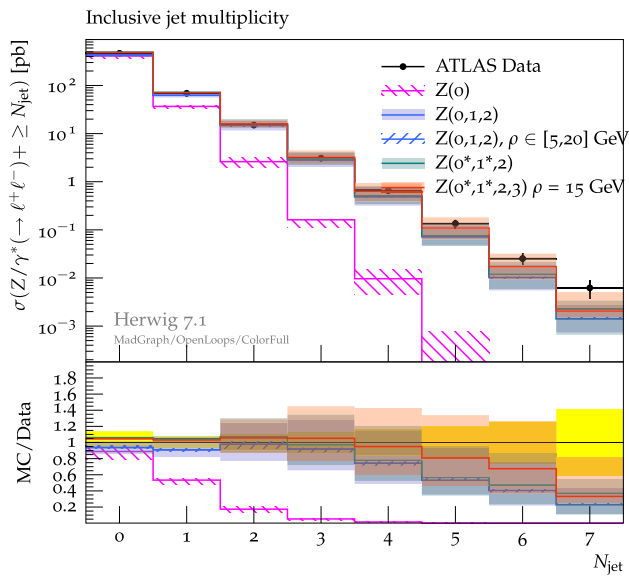 Inclusive jet multiplicity
σ(Z/γ*(→ ℓ⁺ℓ⁻)+ ≥ N_jet) [pb]
10²
10¹
1
10⁻¹
10⁻²
10⁻³
ATLAS Data
Z(0)
Z(0,1,2)
Z(0,1,2), ρ ∈ [5,20] GeV
Z(0*,1*,2)
Z(0*,1*,2,3) ρ = 15 GeV
Herwig 7.1
MadGraph/OpenLoops/ColorFull
MC/Data
1.8
1.6
1.4
1.2
1
0.8
0.6
0.4
0.2
0 1 2 3 4 5 6 7
N_jet